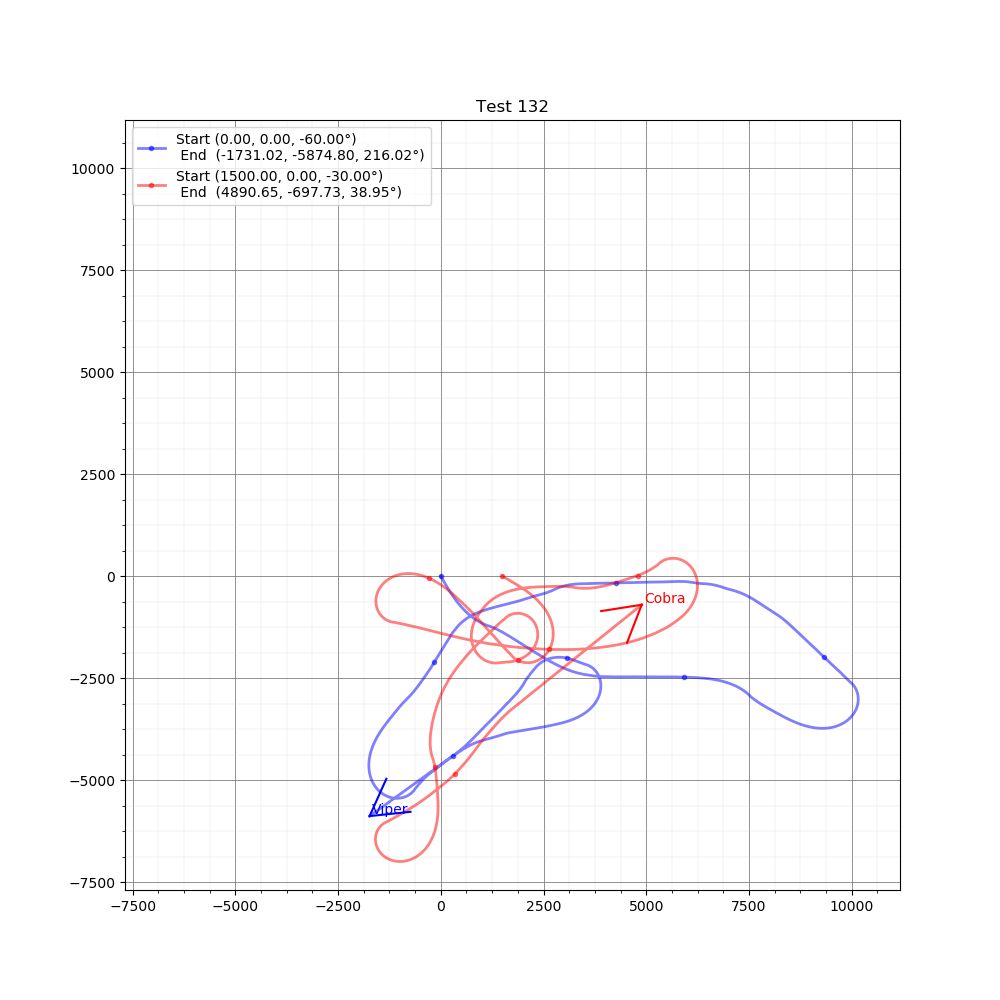 Test 132
Start (0.00, 0.00, -60.00°)
End (-1731.02, -5874.80, 216.02°)
Start (1500.00, 0.00, -30.00°)
End (4890.65, -697.73, 38.95°)
10000
7500
5000
2500
0
−2500
−5000
−7500
Cobra
Viper
−7500 −5000 −2500 0 2500 5000 7500 10000